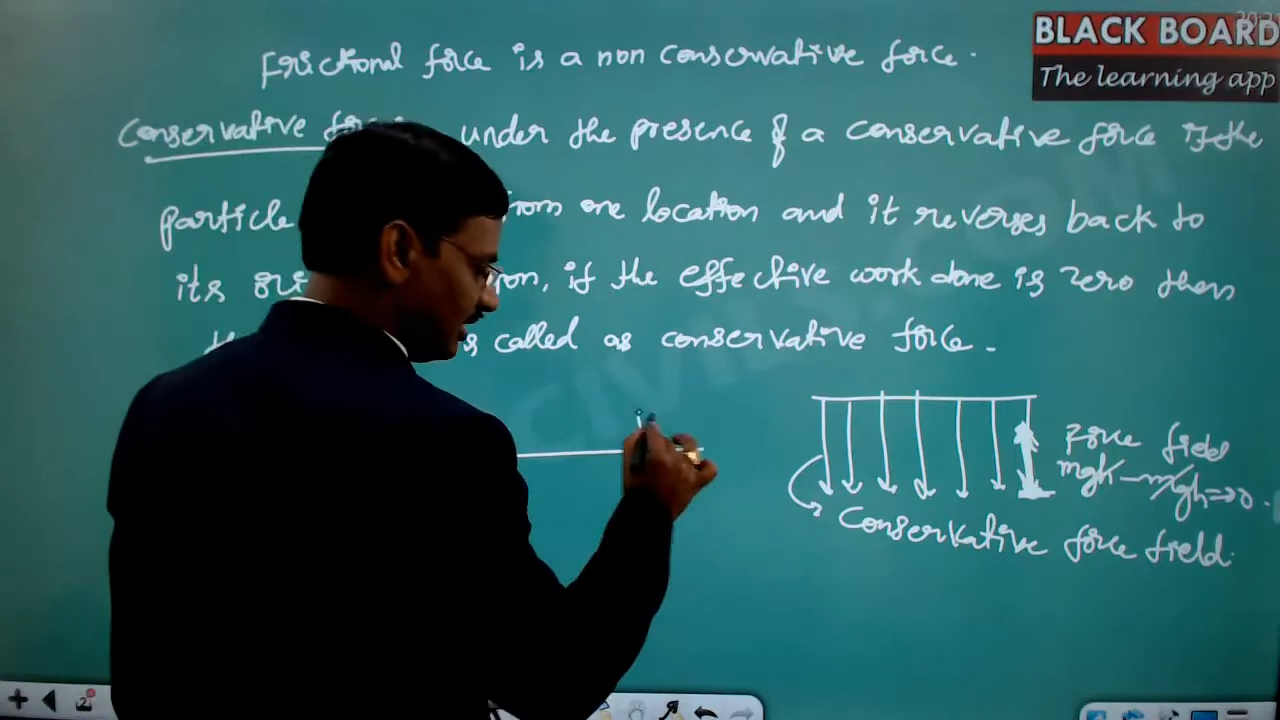 Frictional force is a non conservative force.
BLACK BOARD
The learning app
Conservative under the presence of a conservative force if the
particle from one location and it reverses back to
its if the effective work done is zero then
called as conservative force.
Force field
mgh - mgh => 0.
Conservative force field.